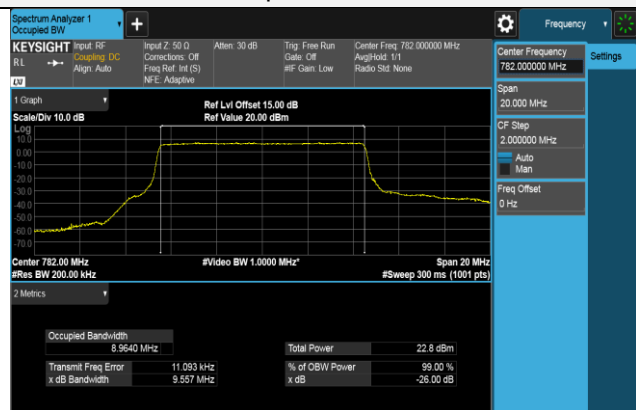 Spectrum Analyzer 1
Occupied BW
+
Frequency
KEYSIGHT
RL
LXI
Input: RF
Coupling: DC
Align: Auto
Input Z: 50 Ω
Corrections: Off
Freq Ref: Int (S)
NFE: Adaptive
Atten: 30 dB
Trig: Free Run
Gate: Off
#IF Gain: Low
Center Freq: 782.000000 MHz
Avg|Hold: 1/1
Radio Std: None
Center Frequency
782.000000 MHz
Settings
Span
20.000 MHz
CF Step
2.000000 MHz
Auto
Man
Freq Offset
0 Hz
1 Graph
Scale/Div 10.0 dB
Ref Lvl Offset 15.00 dB
Ref Value 20.00 dBm
Log
10.0
0.00
-10.0
-20.0
-30.0
-40.0
-50.0
-60.0
-70.0
Center 782.00 MHz
#Res BW 200.00 kHz
#Video BW 1.0000 MHz*
Span 20 MHz
#Sweep 300 ms (1001 pts)
2 Metrics
Occupied Bandwidth
8.9640 MHz
Total Power 22.8 dBm
Transmit Freq Error 11.093 kHz
% of OBW Power 99.00 %
x dB Bandwidth 9.557 MHz
x dB -26.00 dB